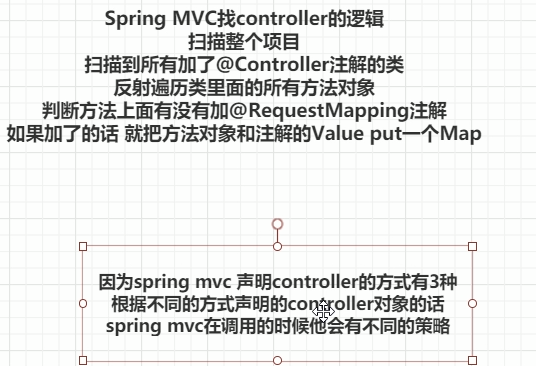 Spring MVC找controller的逻辑
扫描整个项目
扫描到所有加了@Controller注解的类
反射遍历类里面的所有方法对象
判断方法上面有没有加@RequestMapping注解
如果加了的话 就把方法对象和注解的Value put一个Map
因为spring mvc 声明controller的方式有3种
根据不同的方式声明的controller对象的话
spring mvc在调用的时候他会有不同的策略